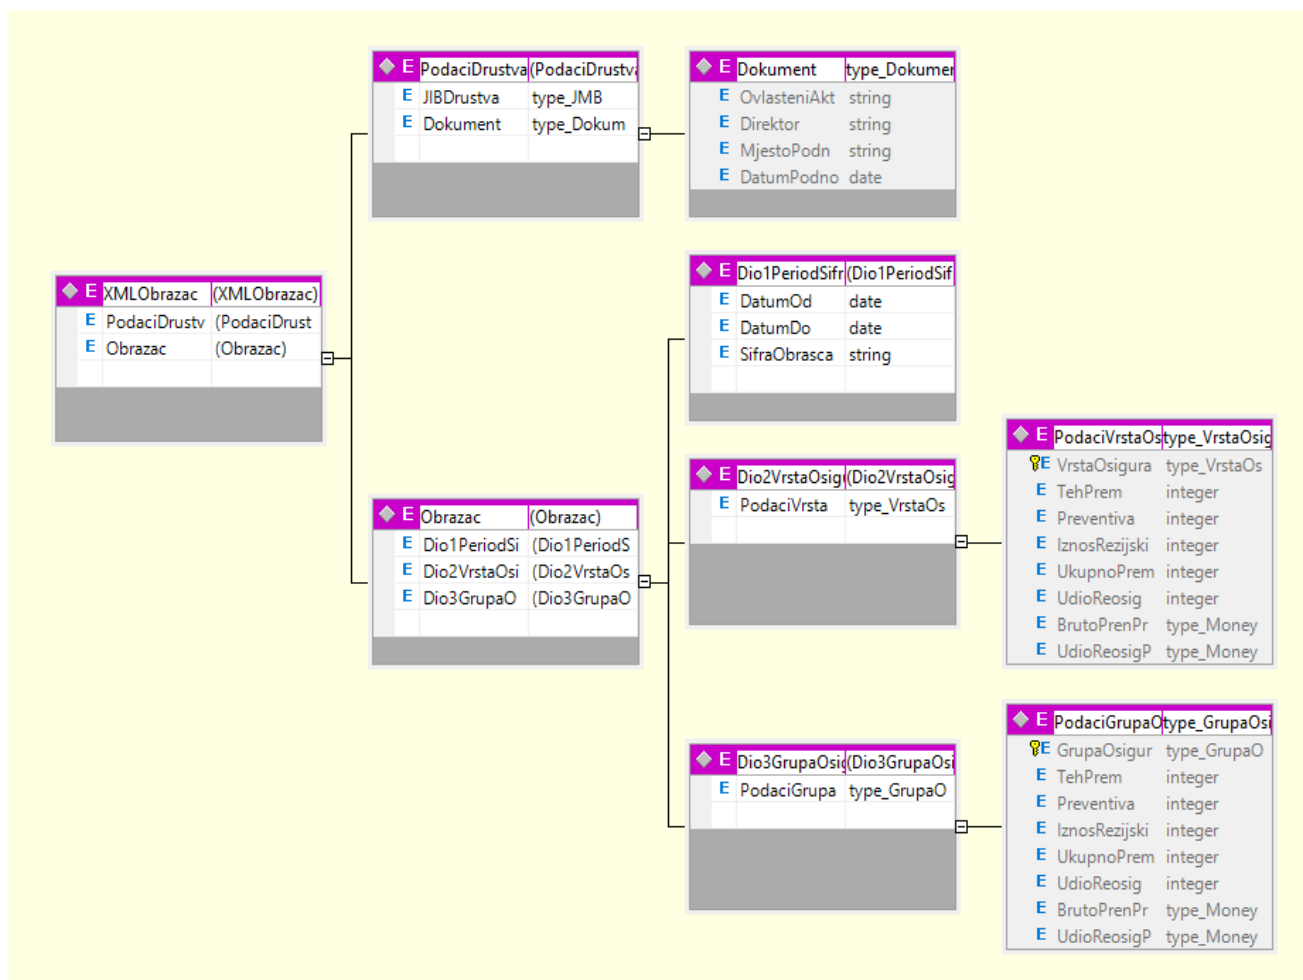 E XMLObrazac (XMLObrazac)
E PodaciDrustv (PodaciDrust
E Obrazac (Obrazac)
E PodaciDrustva (PodaciDrustva
E JIBDrustva type_JMB
E Dokument type_Dokum
E Dokument type_Dokumen
E OvlasteniAkt string
E Direktor string
E MjestoPodn string
E DatumPodno date
E Obrazac (Obrazac)
E Dio1PeriodSi (Dio1PeriodS
E Dio2VrstaOsi (Dio2VrstaOs
E Dio3GrupaO (Dio3GrupaO
E Dio1PeriodSifr (Dio1PeriodSif
E DatumOd date
E DatumDo date
E SifraObrasca string
E Dio2VrstaOsigu (Dio2VrstaOsig
E PodaciVrsta type_VrstaOs
E PodaciVrstaOs type_VrstaOsig
E VrstaOsigura type_VrstaOs
E TehPrem integer
E Preventiva integer
E IznosRezijski integer
E UkupnoPrem integer
E UdioReosig integer
E BrutoPrenPr type_Money
E UdioReosigP type_Money
E Dio3GrupaOsig (Dio3GrupaOsi
E PodaciGrupa type_GrupaO
E PodaciGrupaO type_GrupaOsi
E GrupaOsigur type_GrupaO
E TehPrem integer
E Preventiva integer
E IznosRezijski integer
E UkupnoPrem integer
E UdioReosig integer
E BrutoPrenPr type_Money
E UdioReosigP type_Money